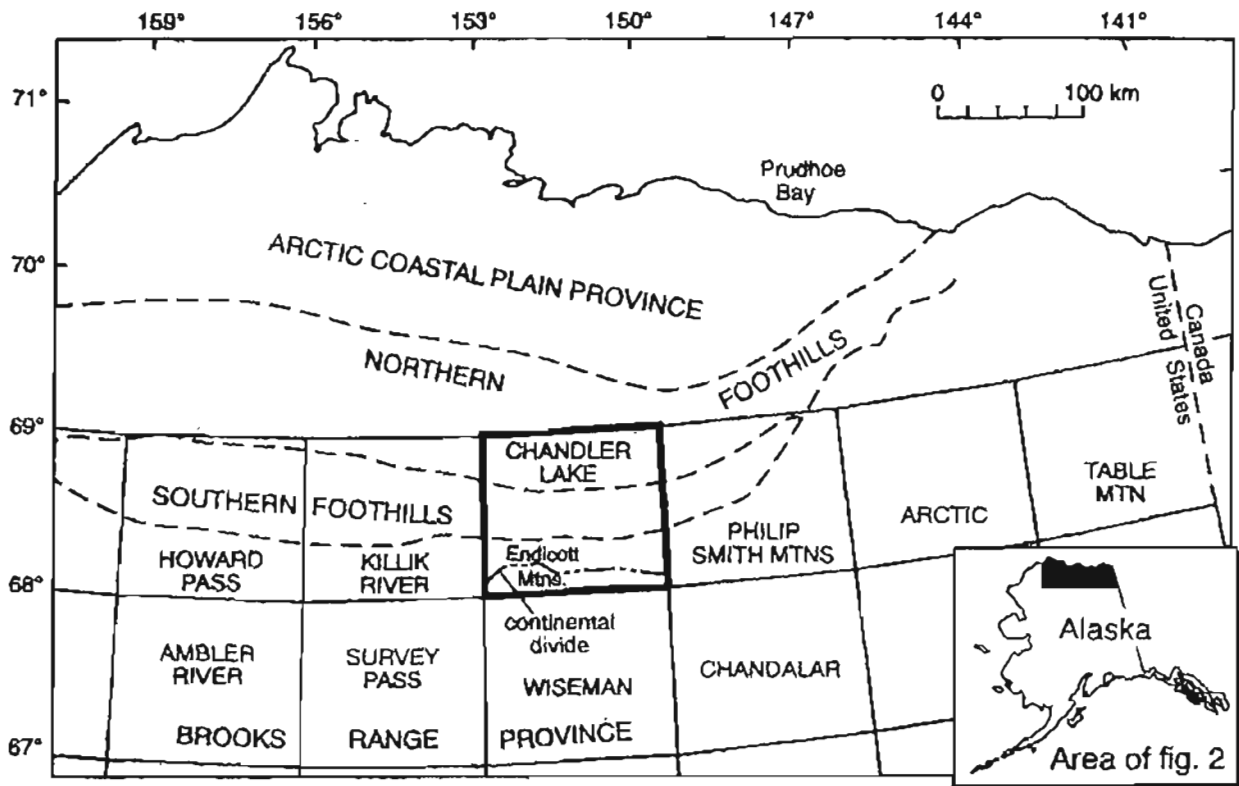 159° 156° 153° 150° 147° 144° 141°
71°
70°
69°
68°
67°
0 100 km
Prudhoe
Bay
ARCTIC COASTAL PLAIN PROVINCE
NORTHERN
FOOTHILLS
Canada
United States
CHANDLER
LAKE
SOUTHERN FOOTHILLS
HOWARD
PASS
KILLIK
RIVER
Endicott
Mtns.
continental
divide
PHILIP
SMITH MTNS
ARCTIC
TABLE
MTN
AMBLER
RIVER
SURVEY
PASS
WISEMAN
CHANDALAR
BROOKS RANGE PROVINCE
Alaska
Area of fig. 2